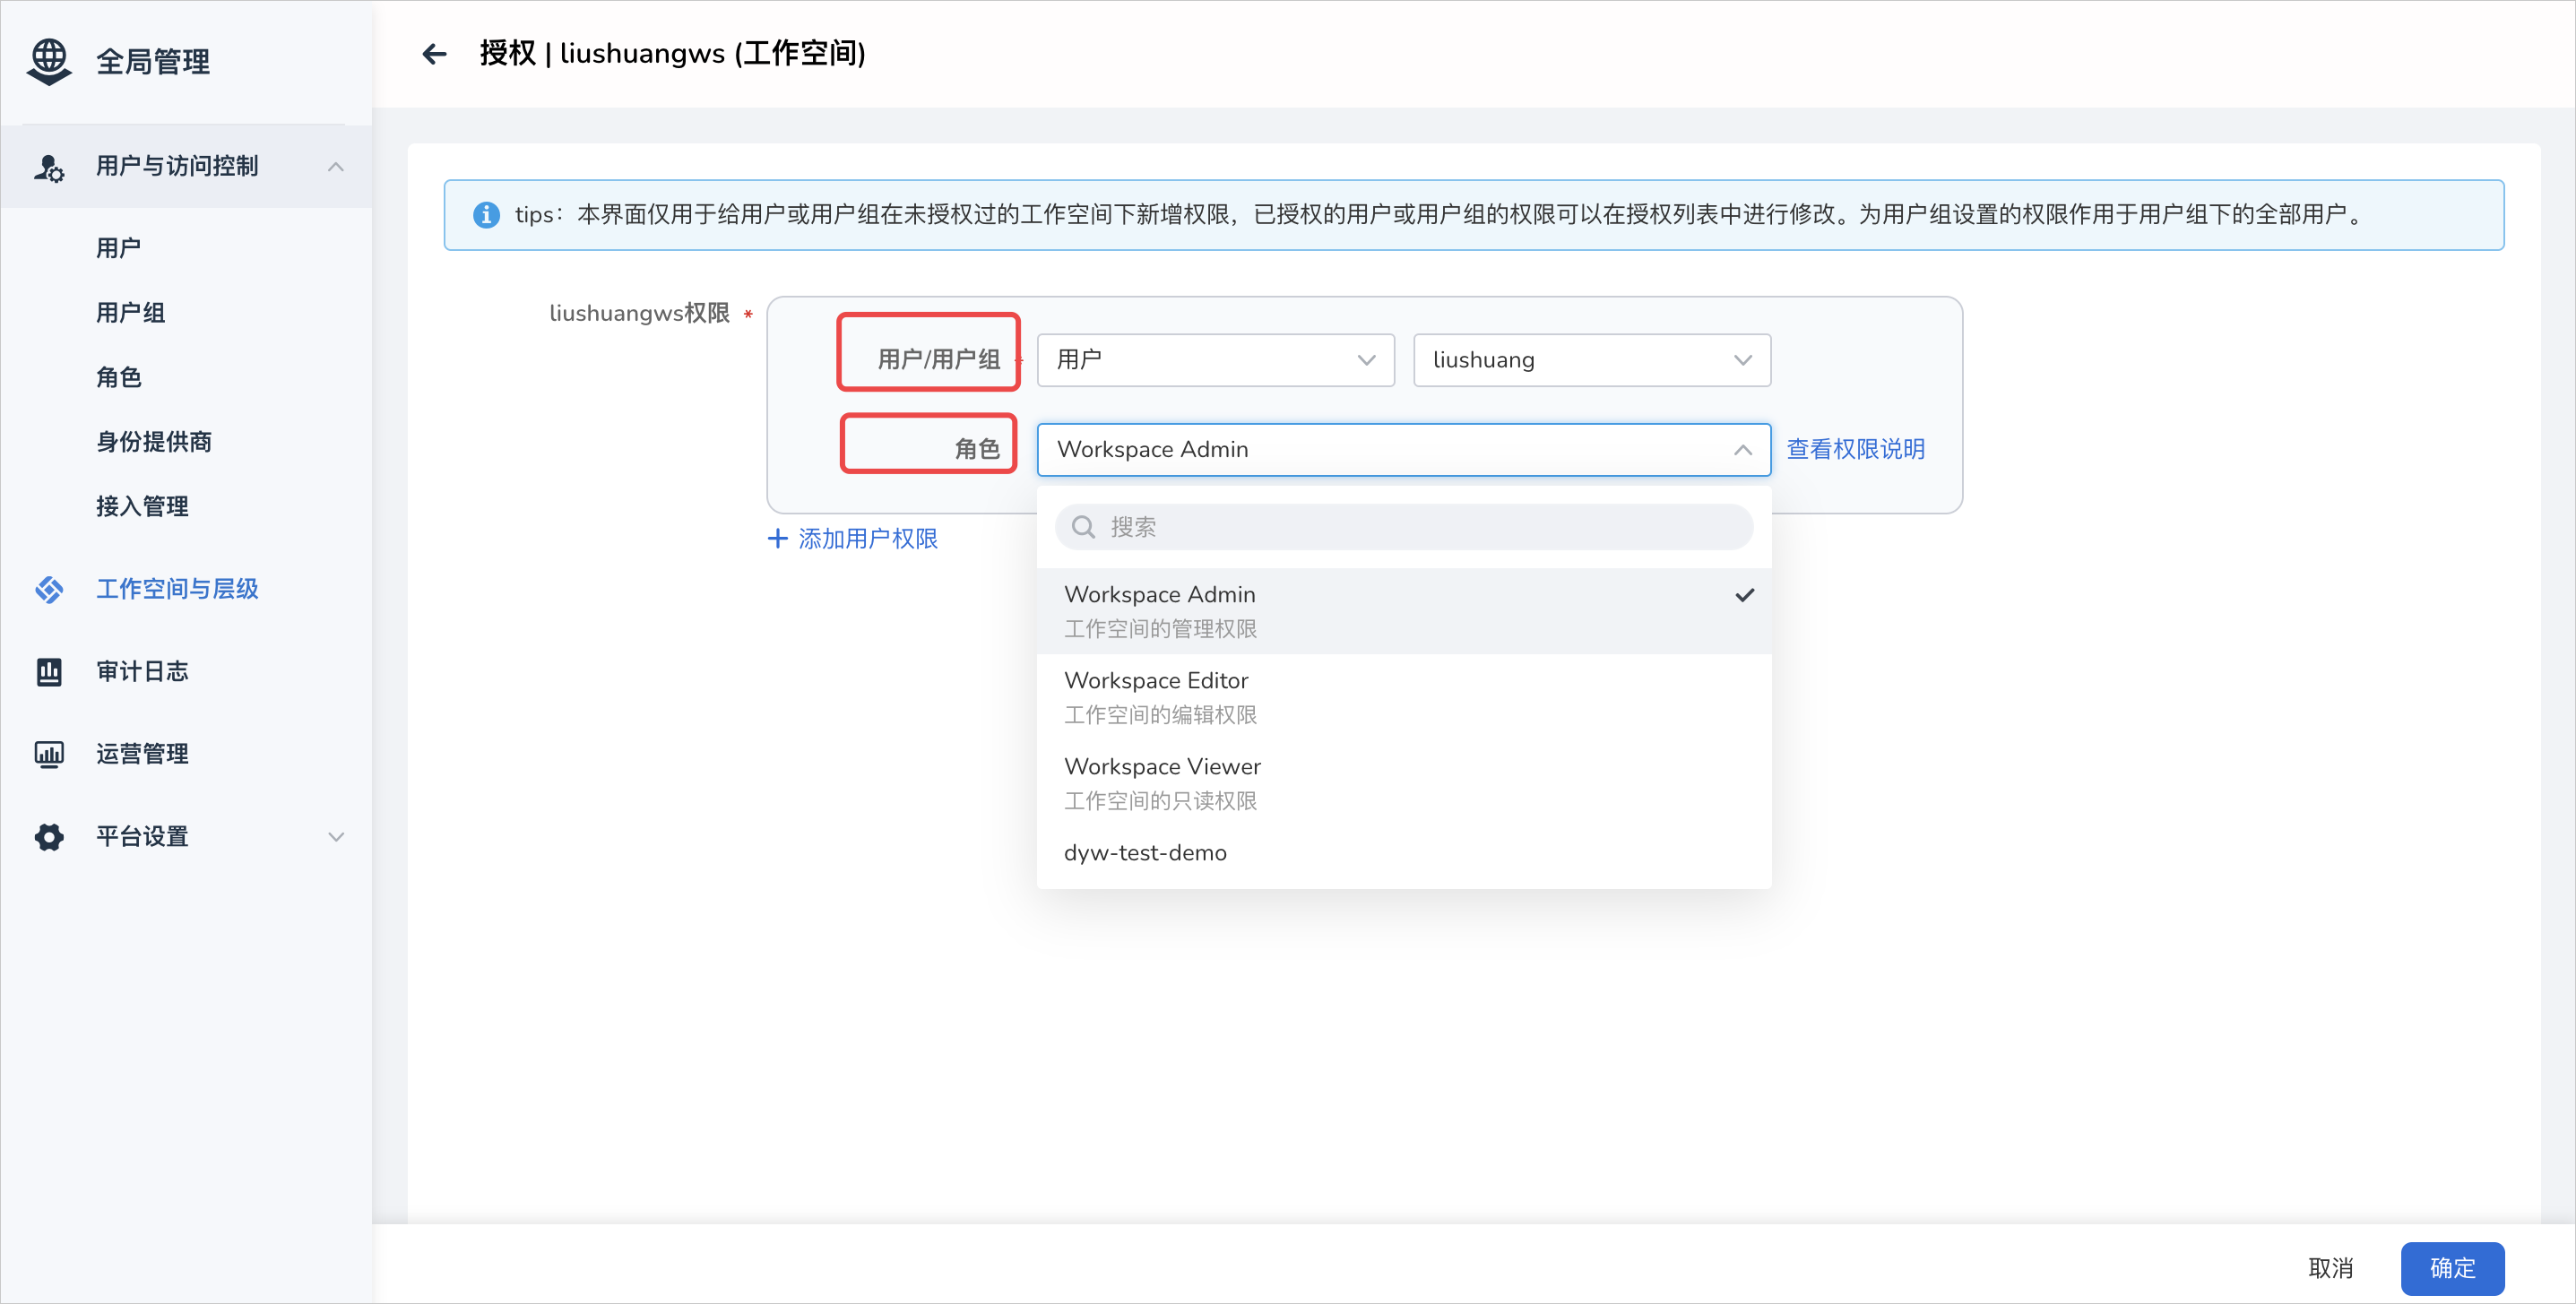 全局管理
用户与访问控制
用户
用户组
角色
身份提供商
接入管理
工作空间与层级
审计日志
运营管理
平台设置
授权 | liushuangws (工作空间)
tips：本界面仅用于给用户或用户组在未授权过的工作空间下新增权限，已授权的用户或用户组的权限可以在授权列表中进行修改。为用户组设置的权限作用于用户组下的全部用户。
liushuangws权限 *
用户/用户组 * 用户 liushuang
角色 Workspace Admin 查看权限说明
+ 添加用户权限
搜索
Workspace Admin
工作空间的管理权限
Workspace Editor
工作空间的编辑权限
Workspace Viewer
工作空间的只读权限
dyw-test-demo
取消 确定